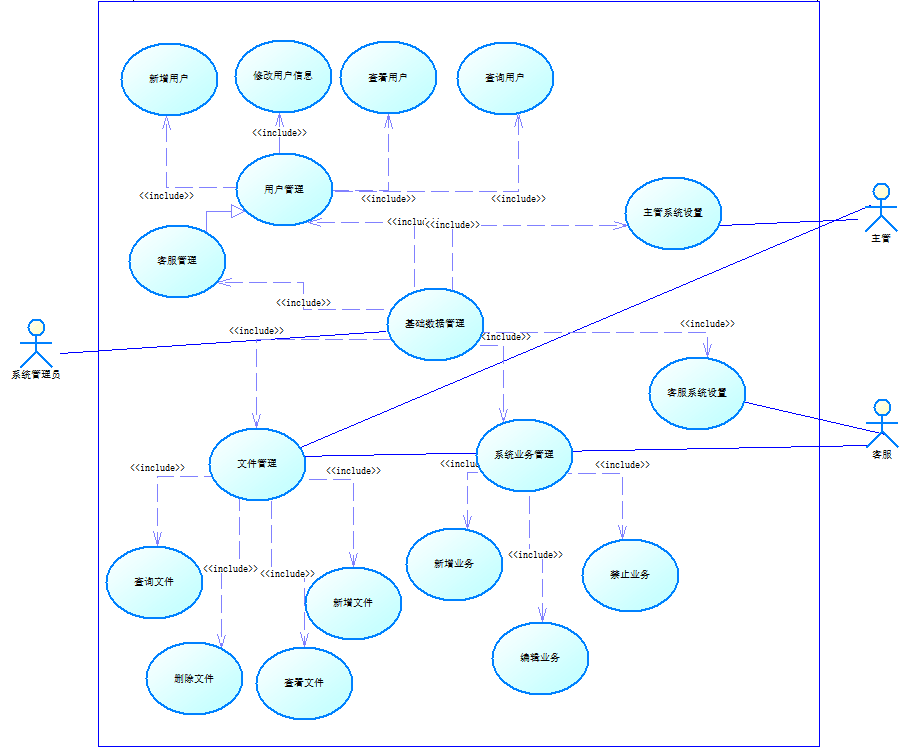 新增用户
修改用户信息
查看用户
查询用户
<<include>>
<<include>>
用户管理
<<include>>
<<include>>
<<include>>
<<include>>
主管系统设置
主管
客服管理
<<include>>
基础数据管理
<<include>>
<<include>>
<<include>>
系统管理员
客服系统设置
客服
文件管理
系统业务管理
<<include>>
<<include>>
<<include>>
<<include>>
新增业务
禁止业务
查询文件
<<include>>
<<include>>
<<include>>
新增文件
删除文件
查看文件
编辑业务